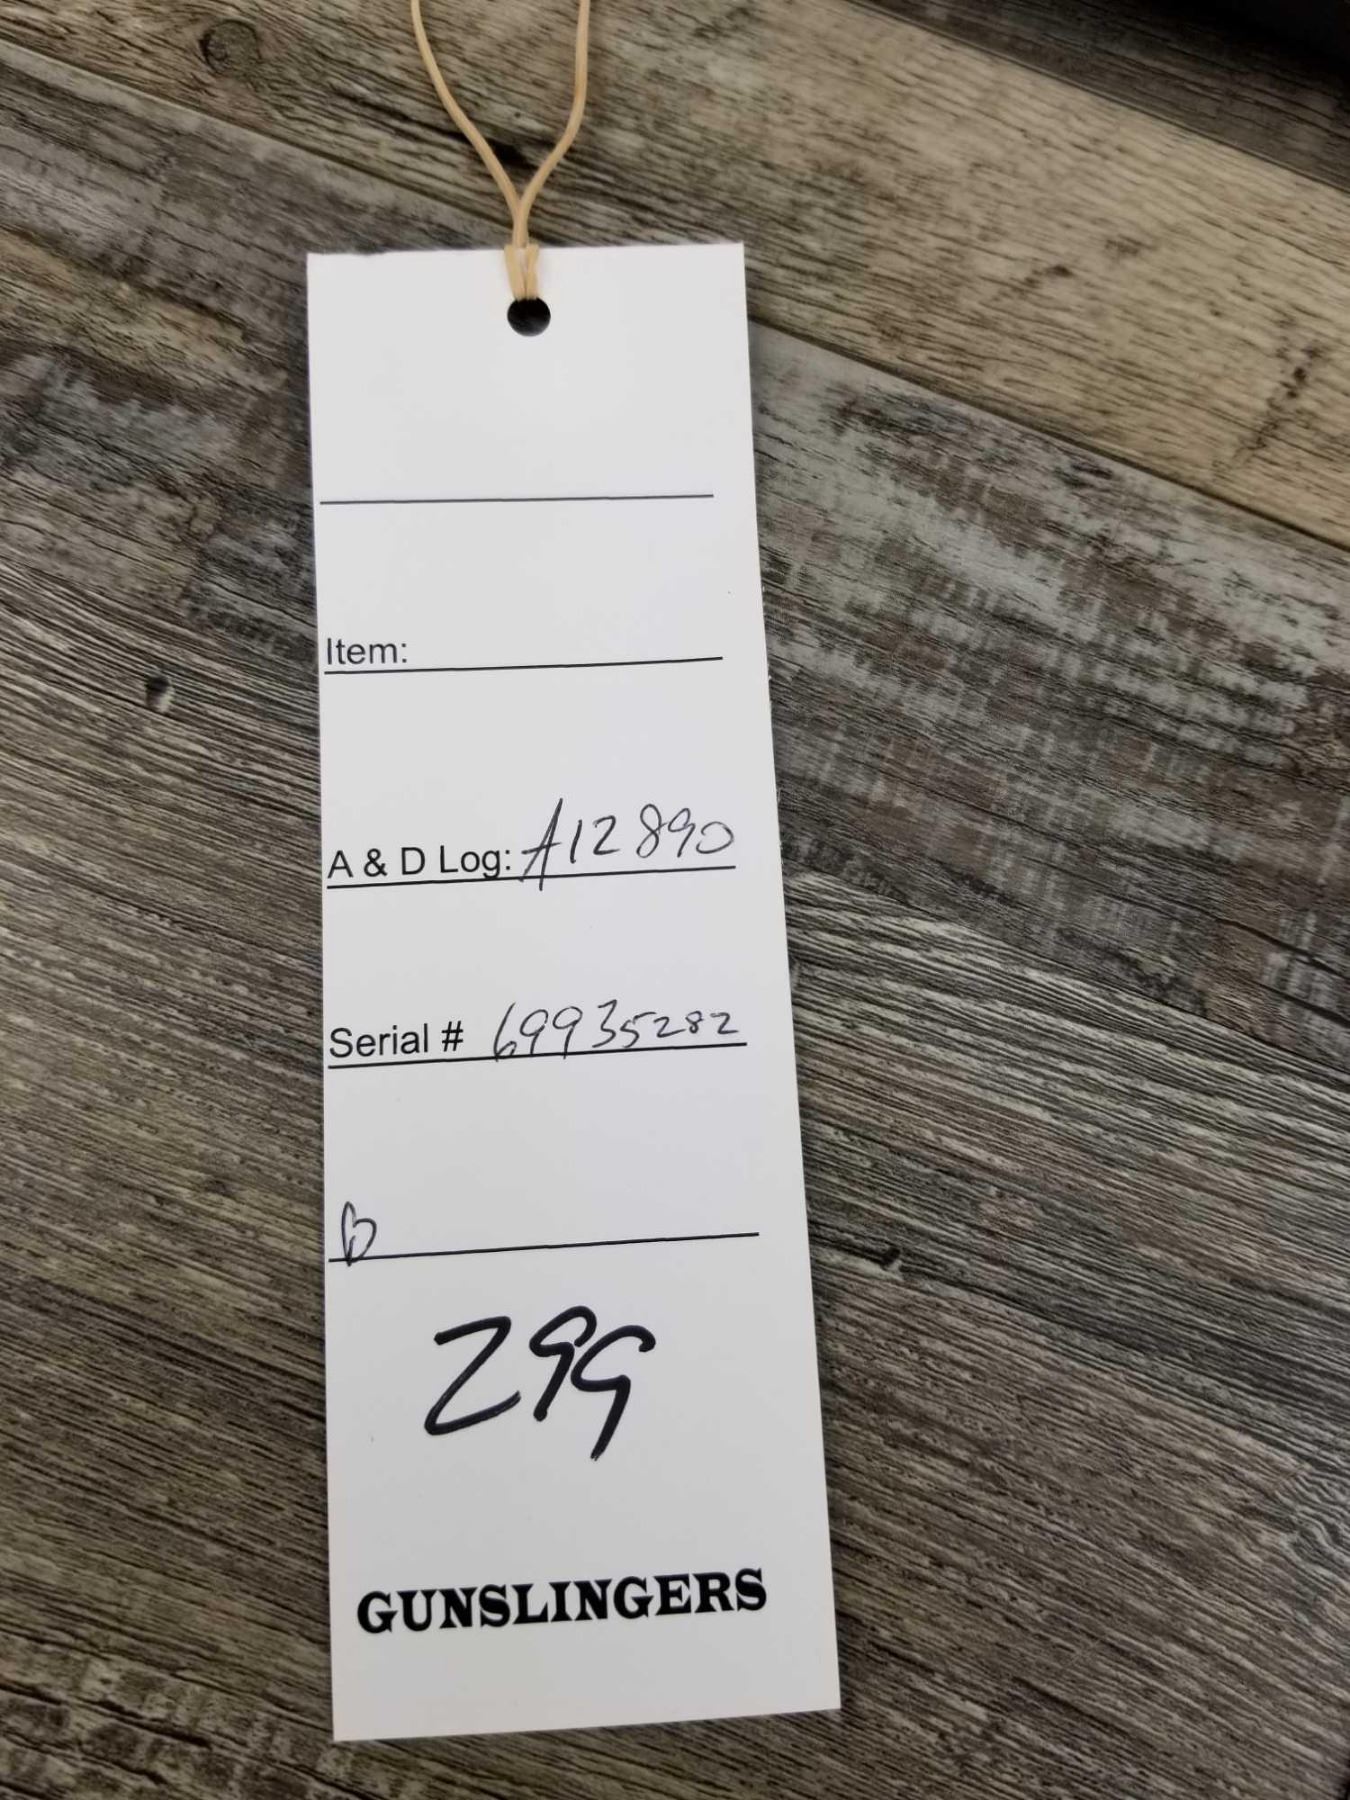 Item:
A & D Log: A12890
Serial # 69935282
b
299
GUNSLINGERS